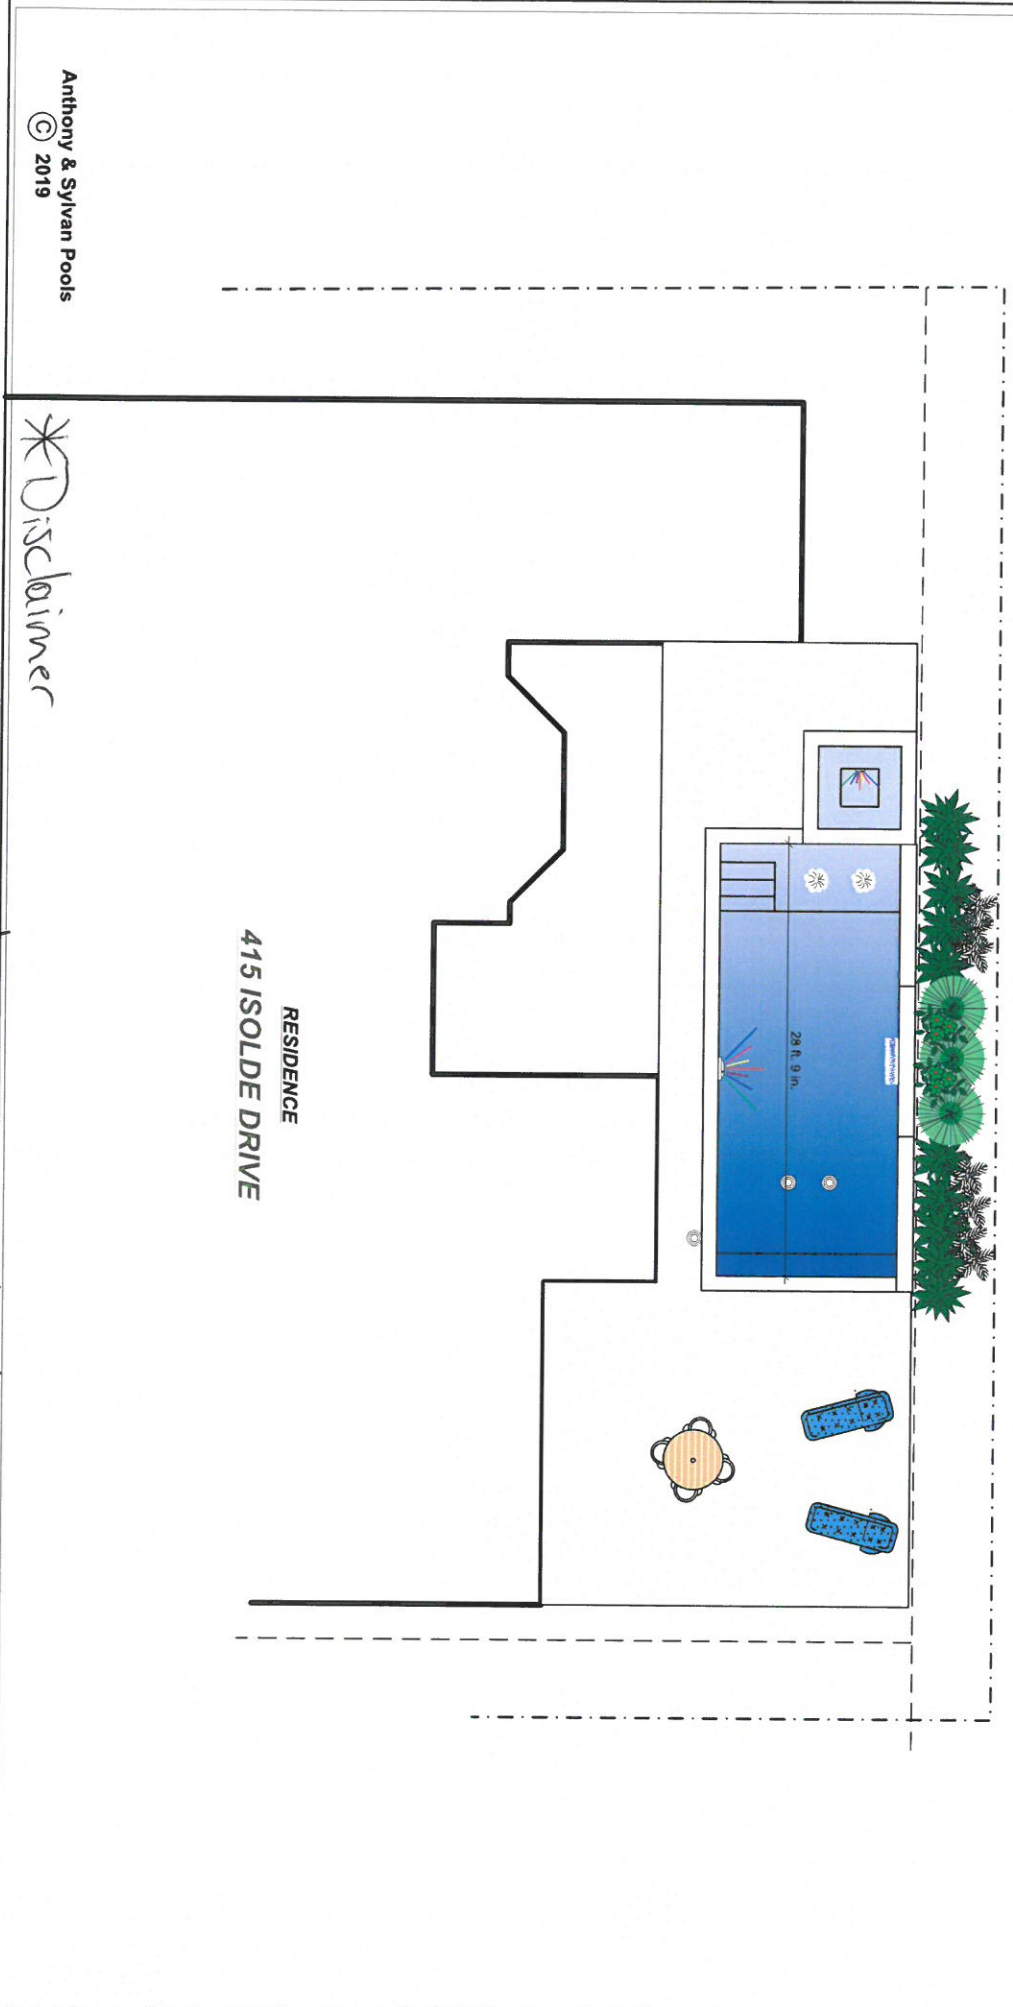 28 ft. 9 in.
RESIDENCE
415 ISOLDE DRIVE
Anthony & Sylvan Pools
© 2019
*Disclaimer